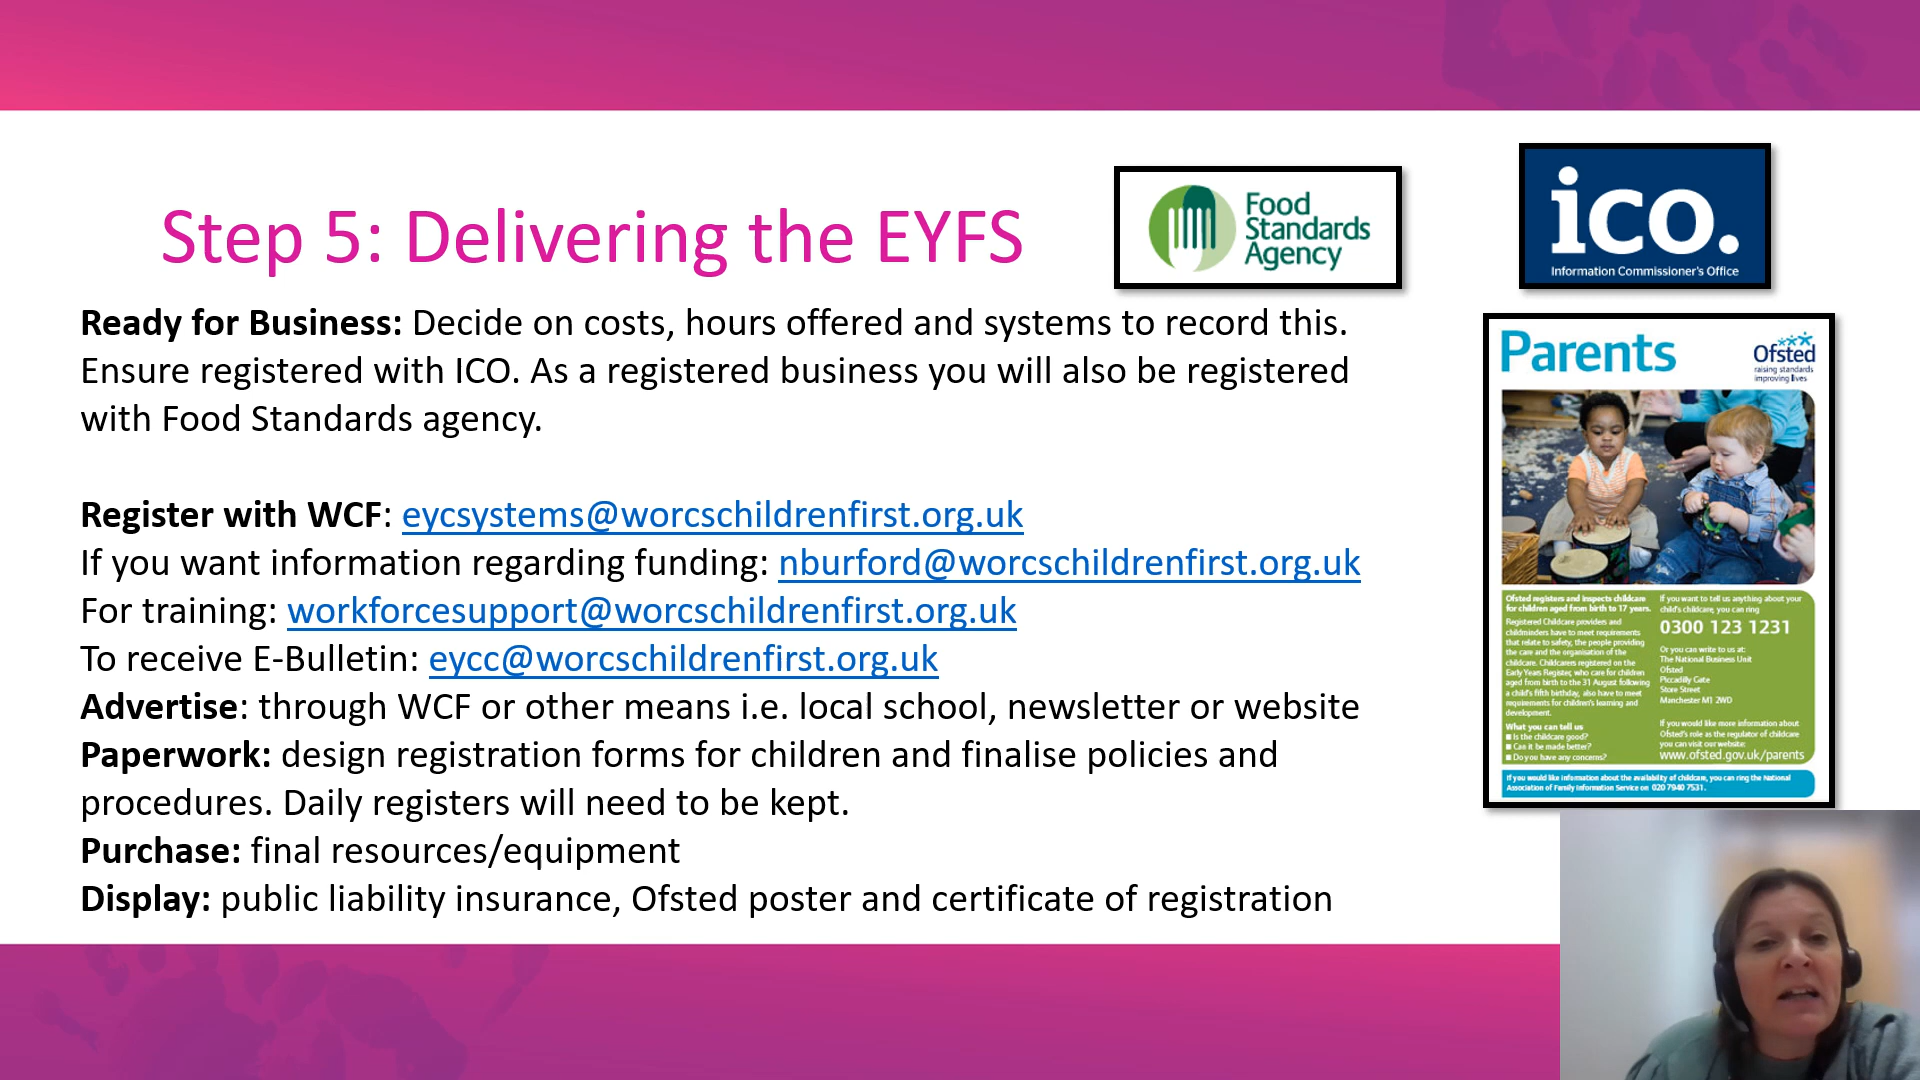 Step 5: Delivering the EYFS
Food
Standards
Agency
ico.
Information Commissioner's Office
Ready for Business: Decide on costs, hours offered and systems to record this.
Ensure registered with ICO. As a registered business you will also be registered
with Food Standards agency.
Register with WCF: eycsystems@worcschildrenfirst.org.uk
If you want information regarding funding: nburford@worcschildrenfirst.org.uk
For training: workforcesupport@worcschildrenfirst.org.uk
To receive E-Bulletin: eycc@worcschildrenfirst.org.uk
Advertise: through WCF or other means i.e. local school, newsletter or website
Paperwork: design registration forms for children and finalise policies and
procedures. Daily registers will need to be kept.
Purchase: final resources/equipment
Display: public liability insurance, Ofsted poster and certificate of registration
Parents
Ofsted
raising standards
improving lives
Ofsted registers and inspects childcare
for children aged from birth to 17 years.
Registered Childcare providers and
childminders have to meet requirements
that relate to safety, the people providing
the care and the organisation of the
childcare. Childcarers registered on the
Early Years Register, who care for children
aged from birth to the 31 August following
a child's fifth birthday, also have to meet
requirements for children's learning and
development.
What you can tell us
■ Is the childcare good?
■ Can it be made better?
■ Do you have any concerns?
If you want to tell us anything about your
child's childcare, you can ring
0300 123 1231
Or you can write to us at:
The National Business Unit
Ofsted
Piccadilly Gate
Store Street
Manchester M1 2WD
If you would like more information about
Ofsted's role as the regulator of childcare
you can visit our website:
www.ofsted.gov.uk/parents
If you would like information about the availability of childcare, you can ring the National
Association of Family Information Service on 020 7940 7531.